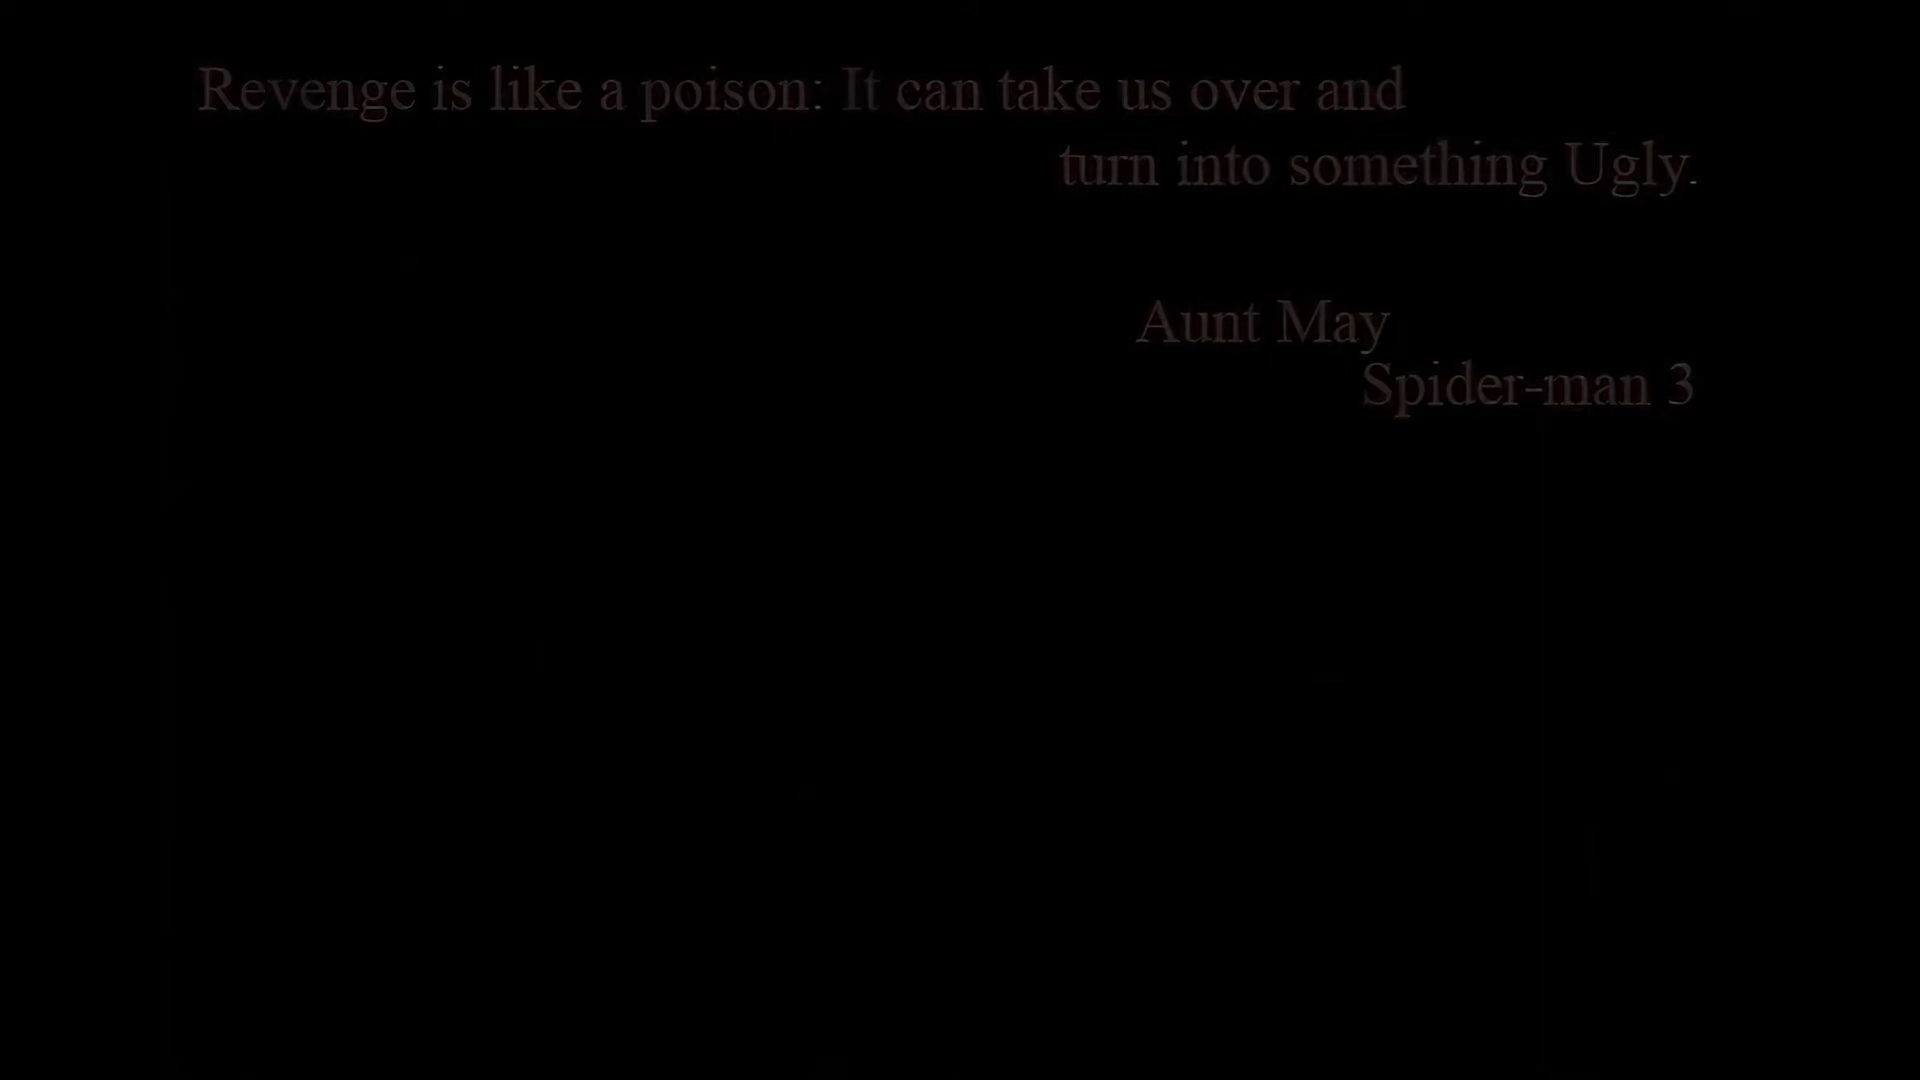 Revenge is like a poison: It can take us over and
turn into something Ugly.
Aunt May
Spider-man 3